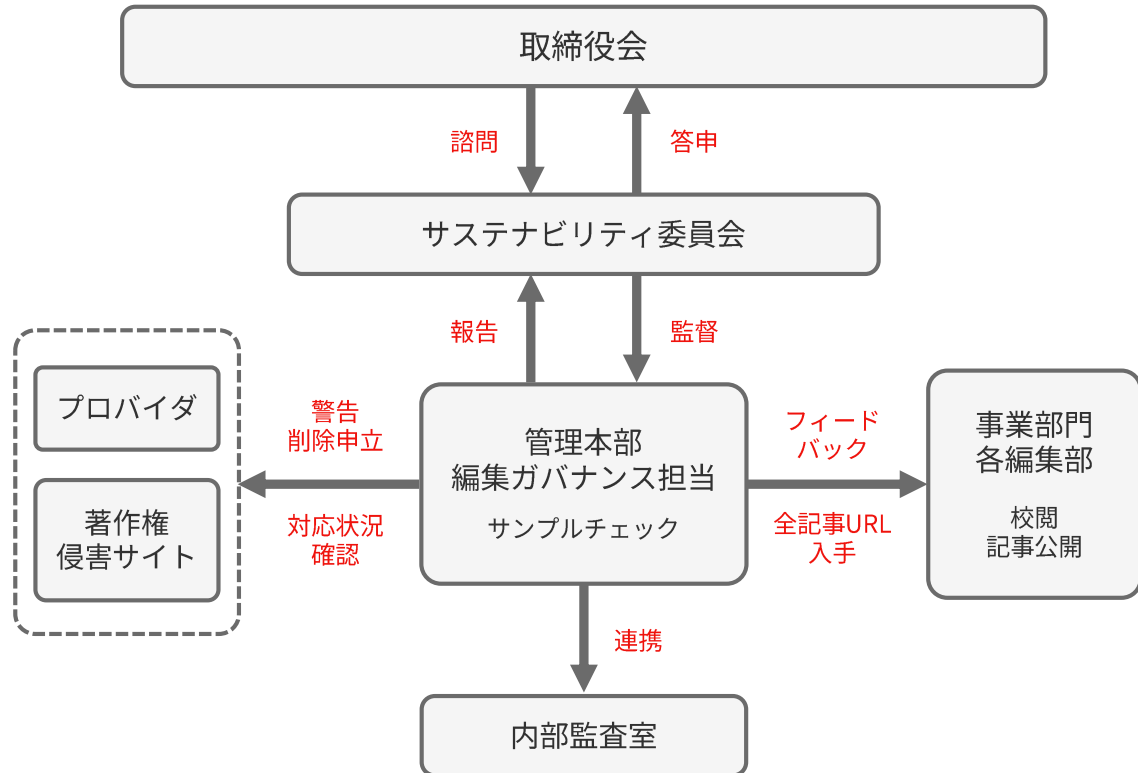 取締役会
諮問
答申
サステナビリティ委員会
報告
監督
プロバイダ
著作権
侵害サイト
警告
削除申立
対応状況
確認
管理本部
編集ガバナンス担当
サンプルチェック
フィード
バック
全記事URL
入手
事業部門
各編集部
校閲
記事公開
連携
内部監査室